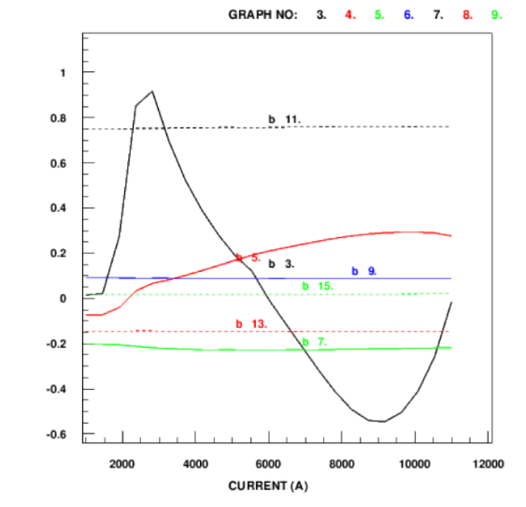 GRAPH NO: 3. 4. 5. 6. 7. 8. 9.
1
0.8
b 11.
0.6
0.4
0.2
b 5.
b 3.
b 9.
b 15.
0
b 13.
-0.2
b 7.
-0.4
-0.6
2000 4000 6000 8000 10000 12000
CURRENT (A)